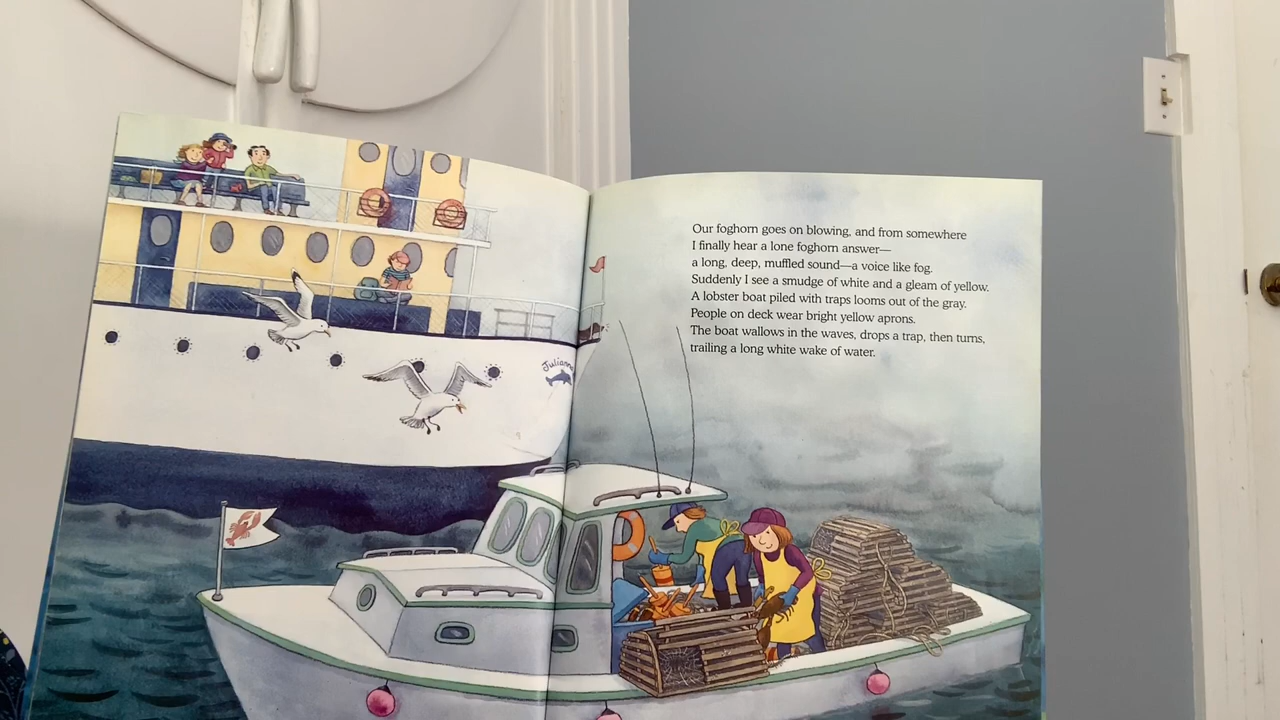 Our foghorn goes on blowing, and from somewhere
I finally hear a lone foghorn answer—
a long, deep, muffled sound—a voice like fog.
Suddenly I see a smudge of white and a gleam of yellow.
A lobster boat piled with traps looms out of the gray.
People on deck wear bright yellow aprons.
The boat wallows in the waves, drops a trap, then turns,
trailing a long white wake of water.